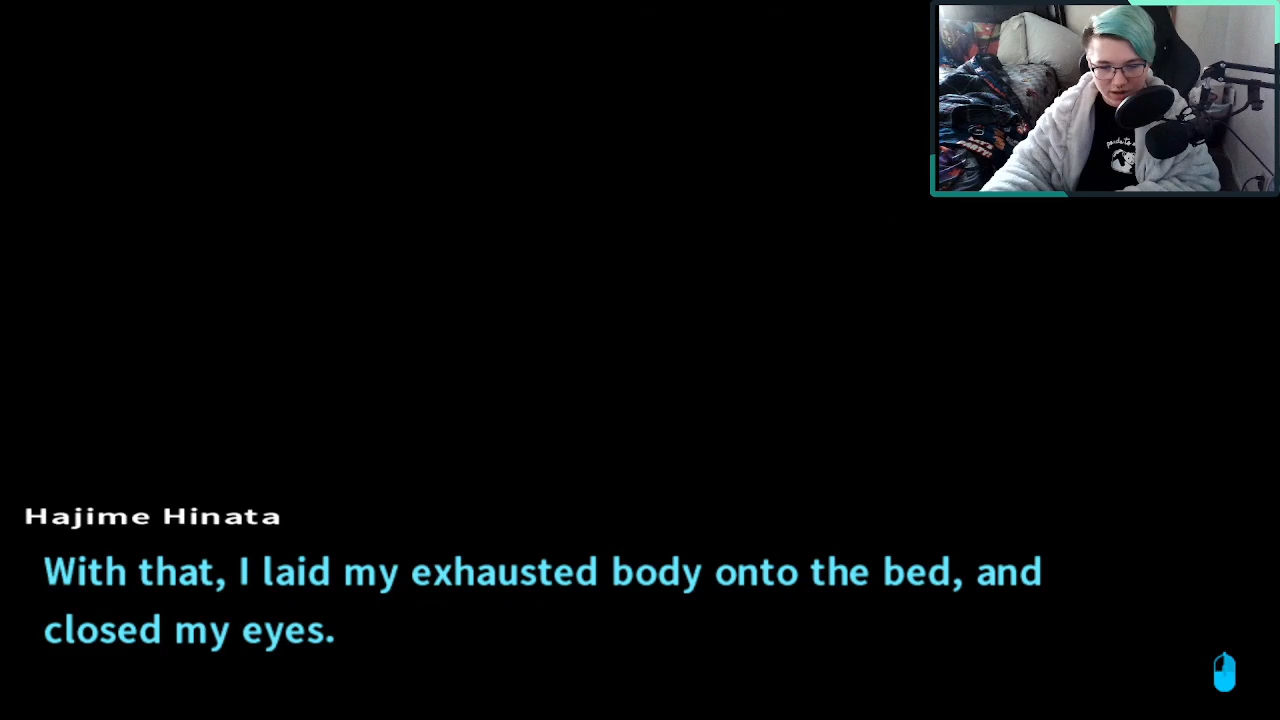 Hajime Hinata
With that, I laid my exhausted body onto the bed, and
closed my eyes.